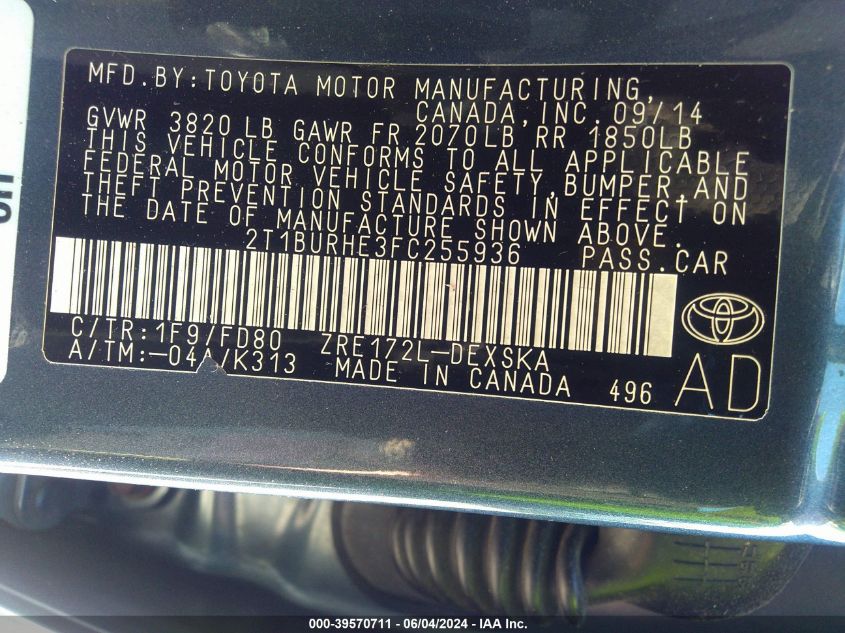 MFD.BY:TOYOTA MOTOR MANUFACTURING,
CANADA,INC. 09/14
GVWR 3820 LB GAWR FR 2070LB RR 1850LB
THIS VEHICLE CONFORMS TO ALL APPLICABLE
FEDERAL MOTOR VEHICLE SAFETY,BUMPER,AND
THEFT PREVENTION STANDARDS IN EFFECT ON
THE DATE OF MANUFACTURE SHOWN ABOVE.
2T1BURHE3FC255936 PASS.CAR
C/TR:1F9/FD80 ZRE172L-DEXSKA
A/TM:-04A/K313 MADE IN CANADA 496 AD
000-39570711 - 06/04/2024 - IAA Inc.